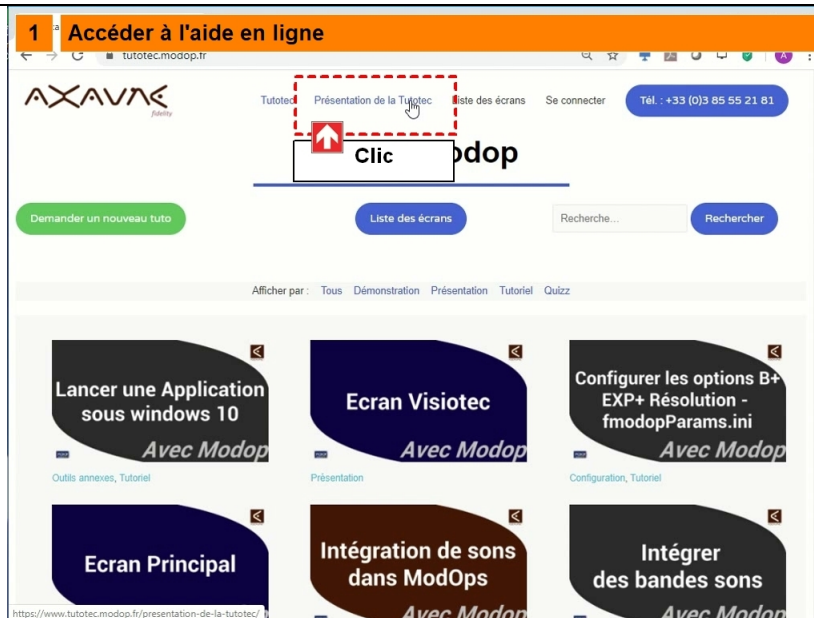 1 Accéder à l'aide en ligne
tutotec.modop.fr
AXAVNE
fidelity
Tutotec Présentation de la Tutotec Liste des écrans Se connecter Tél. : +33 (0)3 85 55 21 81
Clic
odop
Demander un nouveau tuto Liste des écrans Recherche... Rechercher
Afficher par : Tous Démonstration Présentation Tutoriel Quizz
Lancer une Application
sous windows 10
Avec Modop
Outils annexes, Tutoriel
Ecran Visiotec
Avec Modop
Présentation
Configurer les options B+
EXP+ Résolution -
fmodopParams.ini
Avec Modop
Configuration, Tutoriel
Ecran Principal
Intégration de sons
dans ModOps
Avec Modop
Intégrer
des bandes sons
Avec Modop
https://www.tutotec.modop.fr/presentation-de-la-tutotec/